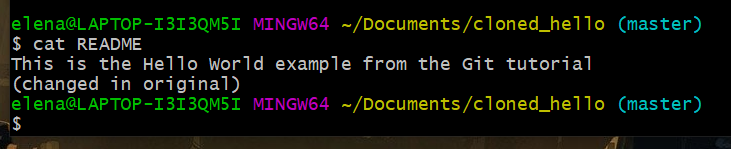 elena@LAPTOP-I3I3QM5I MINGW64 ~/Documents/cloned_hello (master)
$ cat README
This is the Hello World example from the Git tutorial
(changed in original)
elena@LAPTOP-I3I3QM5I MINGW64 ~/Documents/cloned_hello (master)
$